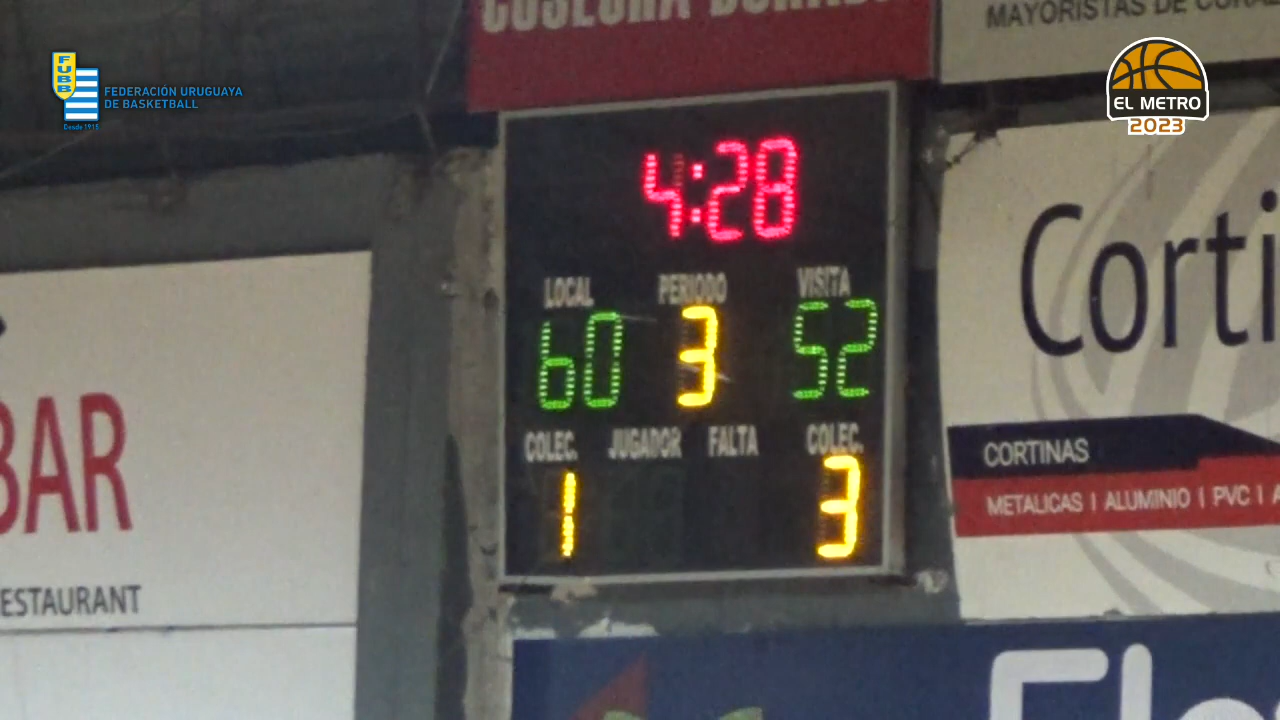 FUBB
Desde 1915
FEDERACIÓN URUGUAYA
DE BASKETBALL
EL METRO
2023
MAYORISTAS DE
4:28
LOCAL PERIODO VISITA
60 3 52
COLEC. JUGADOR FALTA COLEC.
1 3
BAR
ESTAURANT
Corti
CORTINAS
METALICAS | ALUMINIO | PVC | A